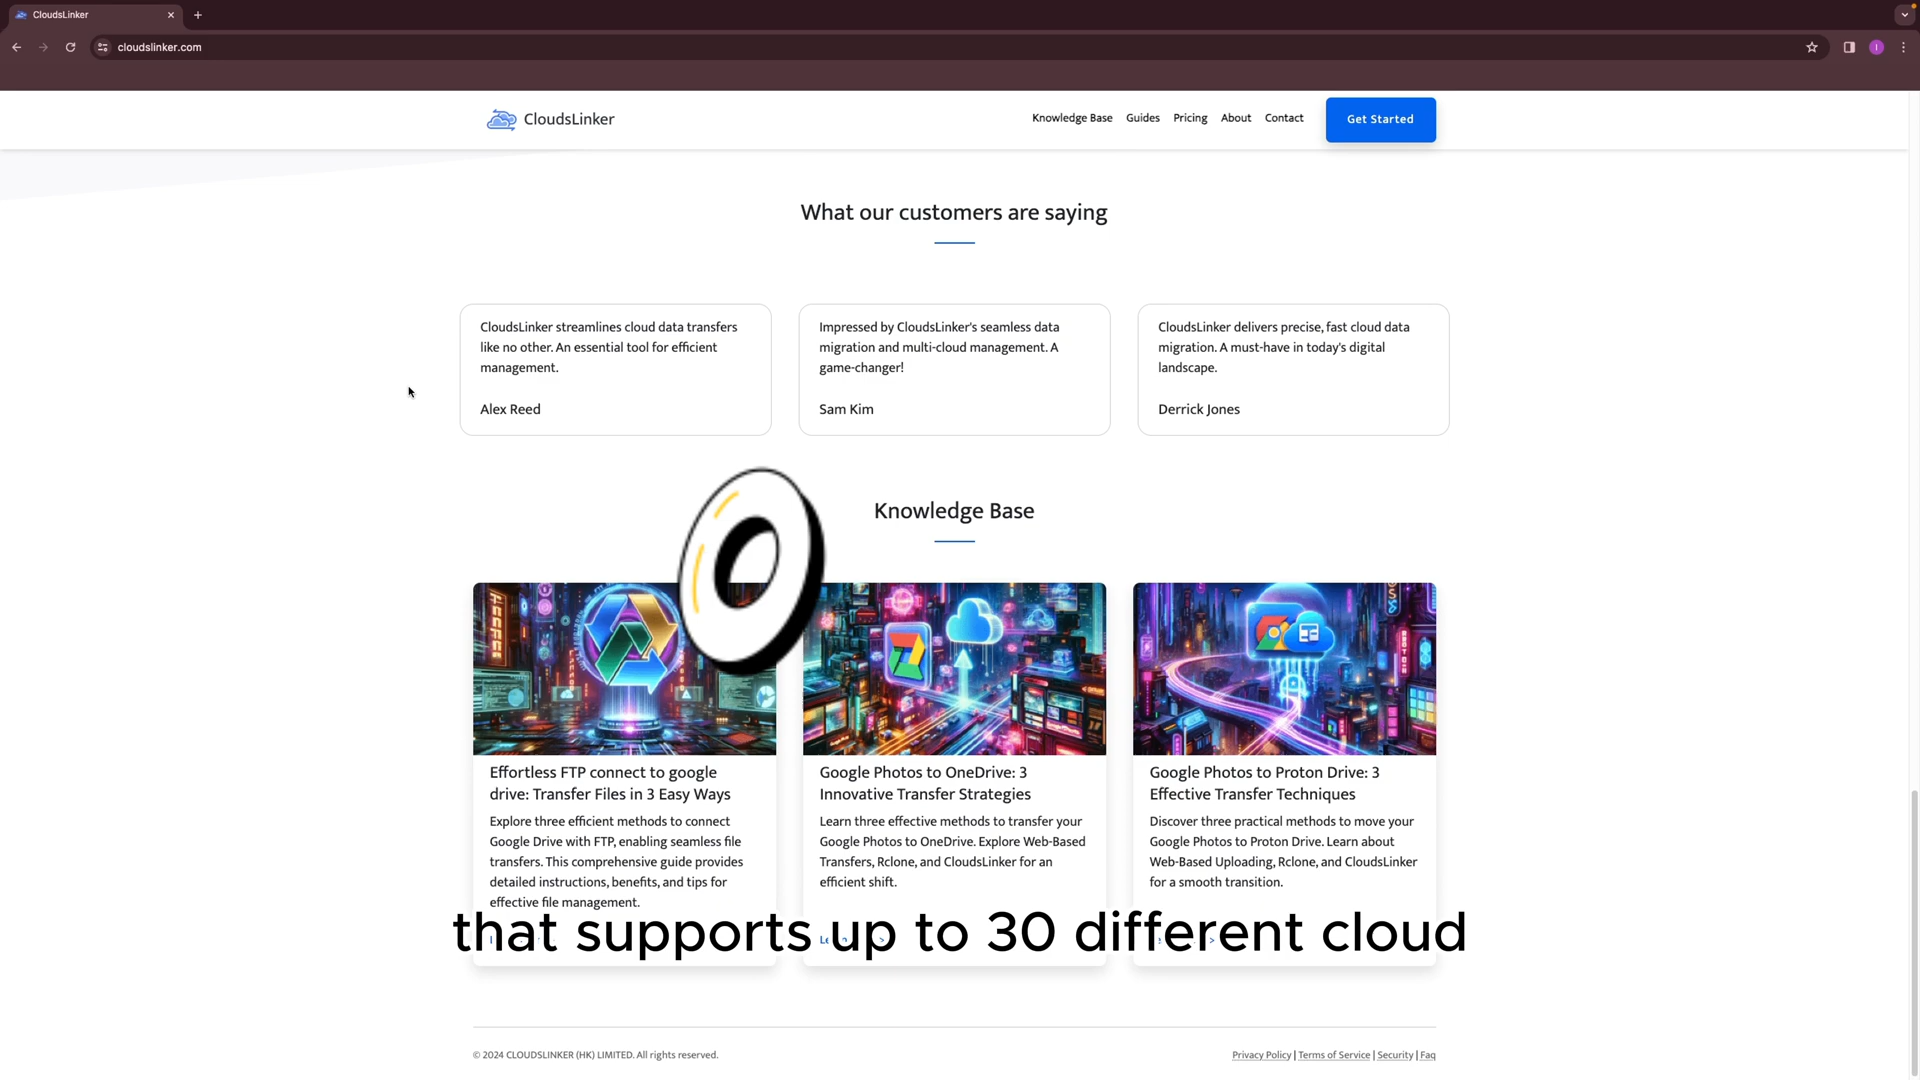 CloudsLinker
cloudslinker.com
CloudsLinker
Knowledge Base
Guides
Pricing
About
Contact
Get Started
What our customers are saying
CloudsLinker streamlines cloud data transfers
like no other. An essential tool for efficient
management.
Alex Reed
Impressed by CloudsLinker's seamless data
migration and multi-cloud management. A
game-changer!
Sam Kim
CloudsLinker delivers precise, fast cloud data
migration. A must-have in today's digital
landscape.
Derrick Jones
Knowledge Base
Effortless FTP connect to google
drive: Transfer Files in 3 Easy Ways
Explore three efficient methods to connect
Google Drive with FTP, enabling seamless file
transfers. This comprehensive guide provides
detailed instructions, benefits, and tips for
effective file management.
Google Photos to OneDrive: 3
Innovative Transfer Strategies
Learn three effective methods to transfer your
Google Photos to OneDrive. Explore Web-Based
Transfers, Rclone, and CloudsLinker for an
efficient shift.
Google Photos to Proton Drive: 3
Effective Transfer Techniques
Discover three practical methods to move your
Google Photos to Proton Drive. Learn about
Web-Based Uploading, Rclone, and CloudsLinker
for a smooth transition.
that supports up to 30 different cloud
© 2024 CLOUDSLINKER (HK) LIMITED. All rights reserved.
Privacy Policy | Terms of Service | Security | Faq